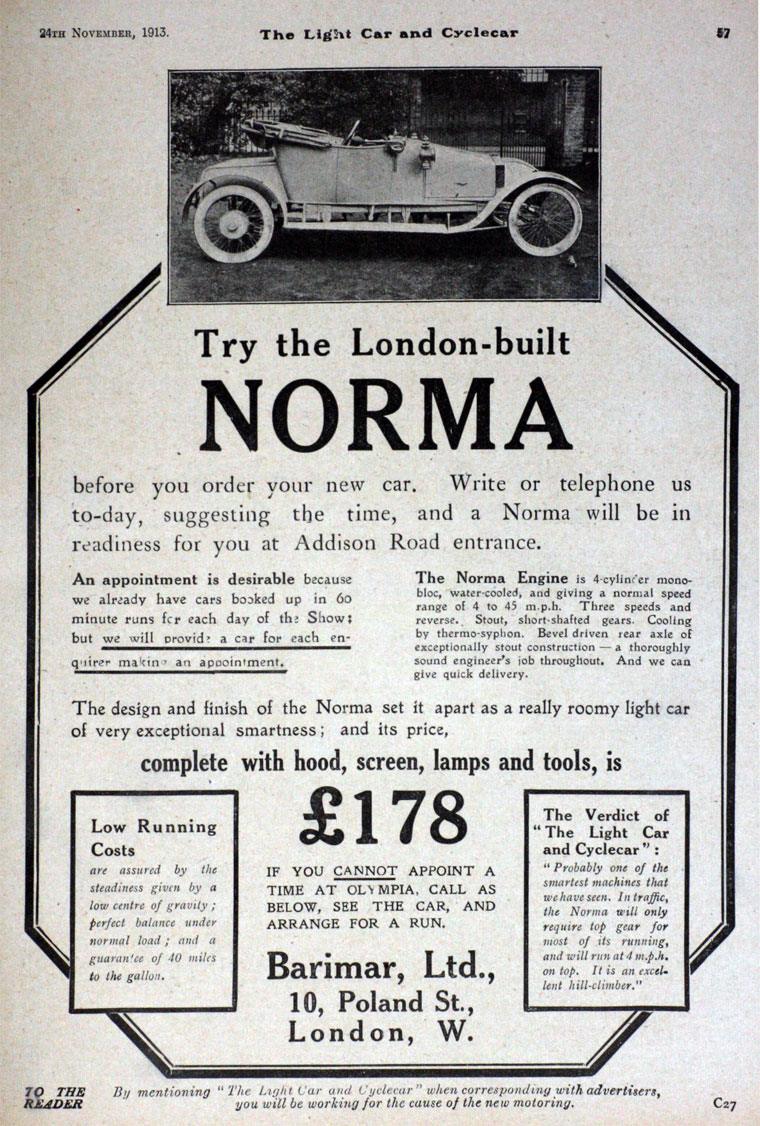 24TH NOVEMBER, 1913.
The Light Car and Cyclecar
57
Try the London-built
NORMA
before you order your new car. Write or telephone us
to-day, suggesting the time, and a Norma will be in
readiness for you at Addison Road entrance.
An appointment is desirable because
we already have cars booked up in 60
minute runs for each day of the Show;
but we will provide a car for each en-
quirer making an appointment.
The Norma Engine is 4-cylinder mono-
bloc, water-cooled, and giving a normal speed
range of 4 to 45 m.p.h. Three speeds and
reverse. Stout, short-shafted gears. Cooling
by thermo-syphon. Bevel driven rear axle of
exceptionally stout construction — a thoroughly
sound engineer's job throughout. And we can
give quick delivery.
The design and finish of the Norma set it apart as a really roomy light car
of very exceptional smartness; and its price,
complete with hood, screen, lamps and tools, is
£178
Low Running
Costs
are assured by the
steadiness given by a
low centre of gravity;
perfect balance under
normal load; and a
guarantee of 40 miles
to the gallon.
IF YOU CANNOT APPOINT A
TIME AT OLYMPIA, CALL AS
BELOW, SEE THE CAR, AND
ARRANGE FOR A RUN.
Barimar, Ltd.,
10, Poland St.,
London, W.
The Verdict of
"The Light Car
and Cyclecar":
"Probably one of the
smartest machines that
we have seen. In traffic,
the Norma will only
require top gear for
most of its running,
and will run at 4 m.p.h.
on top. It is an excel-
lent hill-climber."
TO THE
READER
By mentioning "The Light Car and Cyclecar" when corresponding with advertisers,
you will be working for the cause of the new motoring.
C27